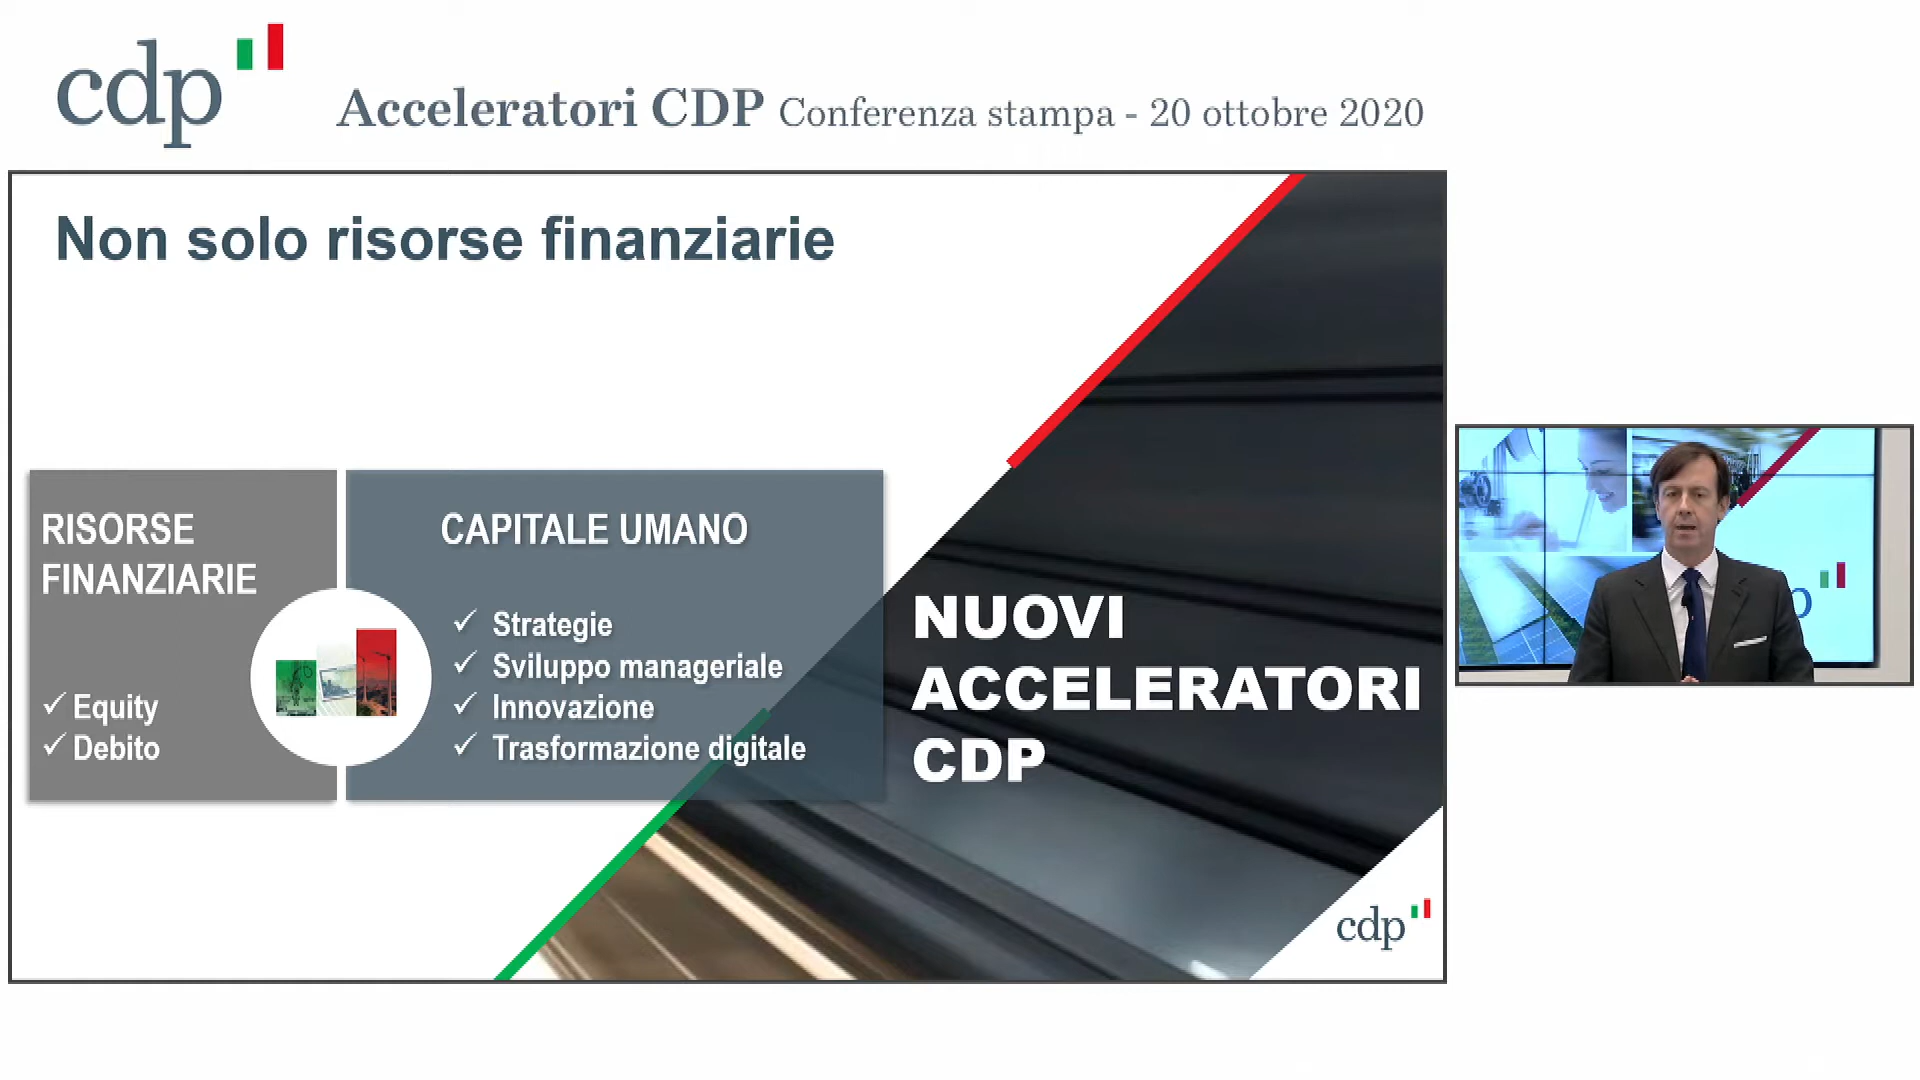 cdp
Acceleratori CDP Conferenza stampa - 20 ottobre 2020
Non solo risorse finanziarie
RISORSE
FINANZIARIE
Equity
Debito
CAPITALE UMANO
Strategie
Sviluppo manageriale
Innovazione
Trasformazione digitale
NUOVI
ACCELERATORI
CDP
cdp
p